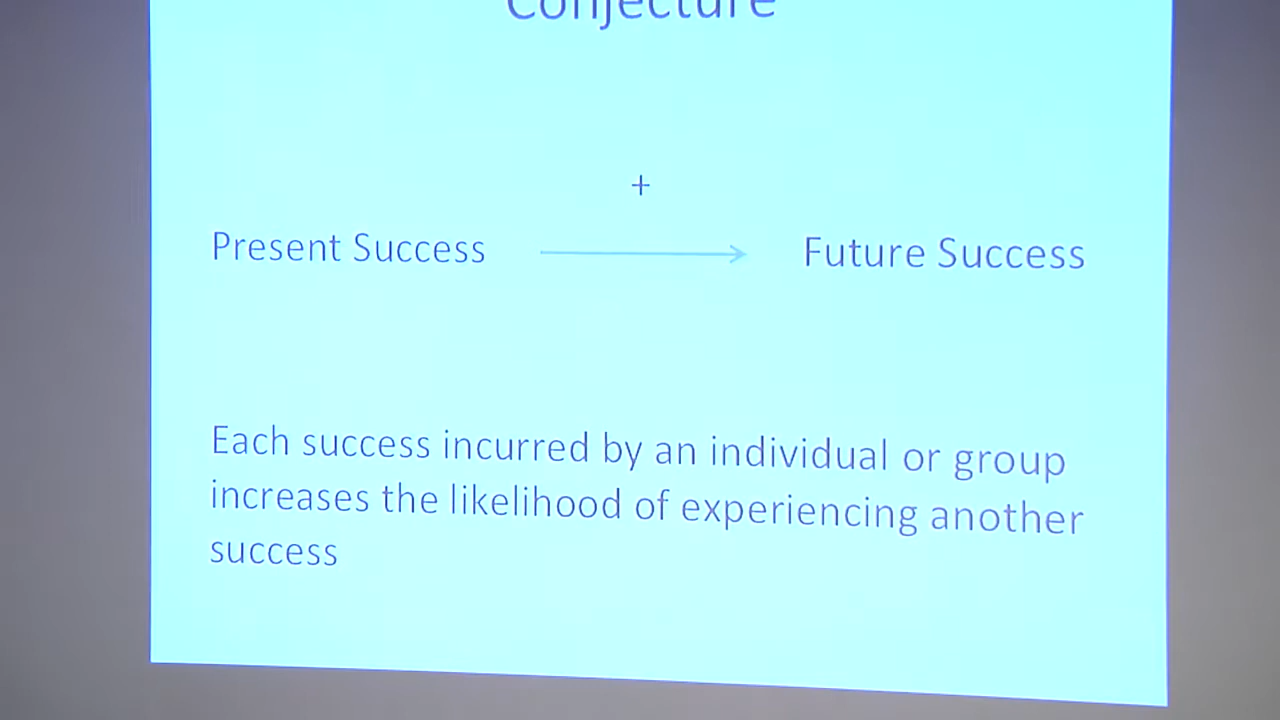 Conjecture
+
Present Success
Future Success
Each success incurred by an individual or group
increases the likelihood of experiencing another
success